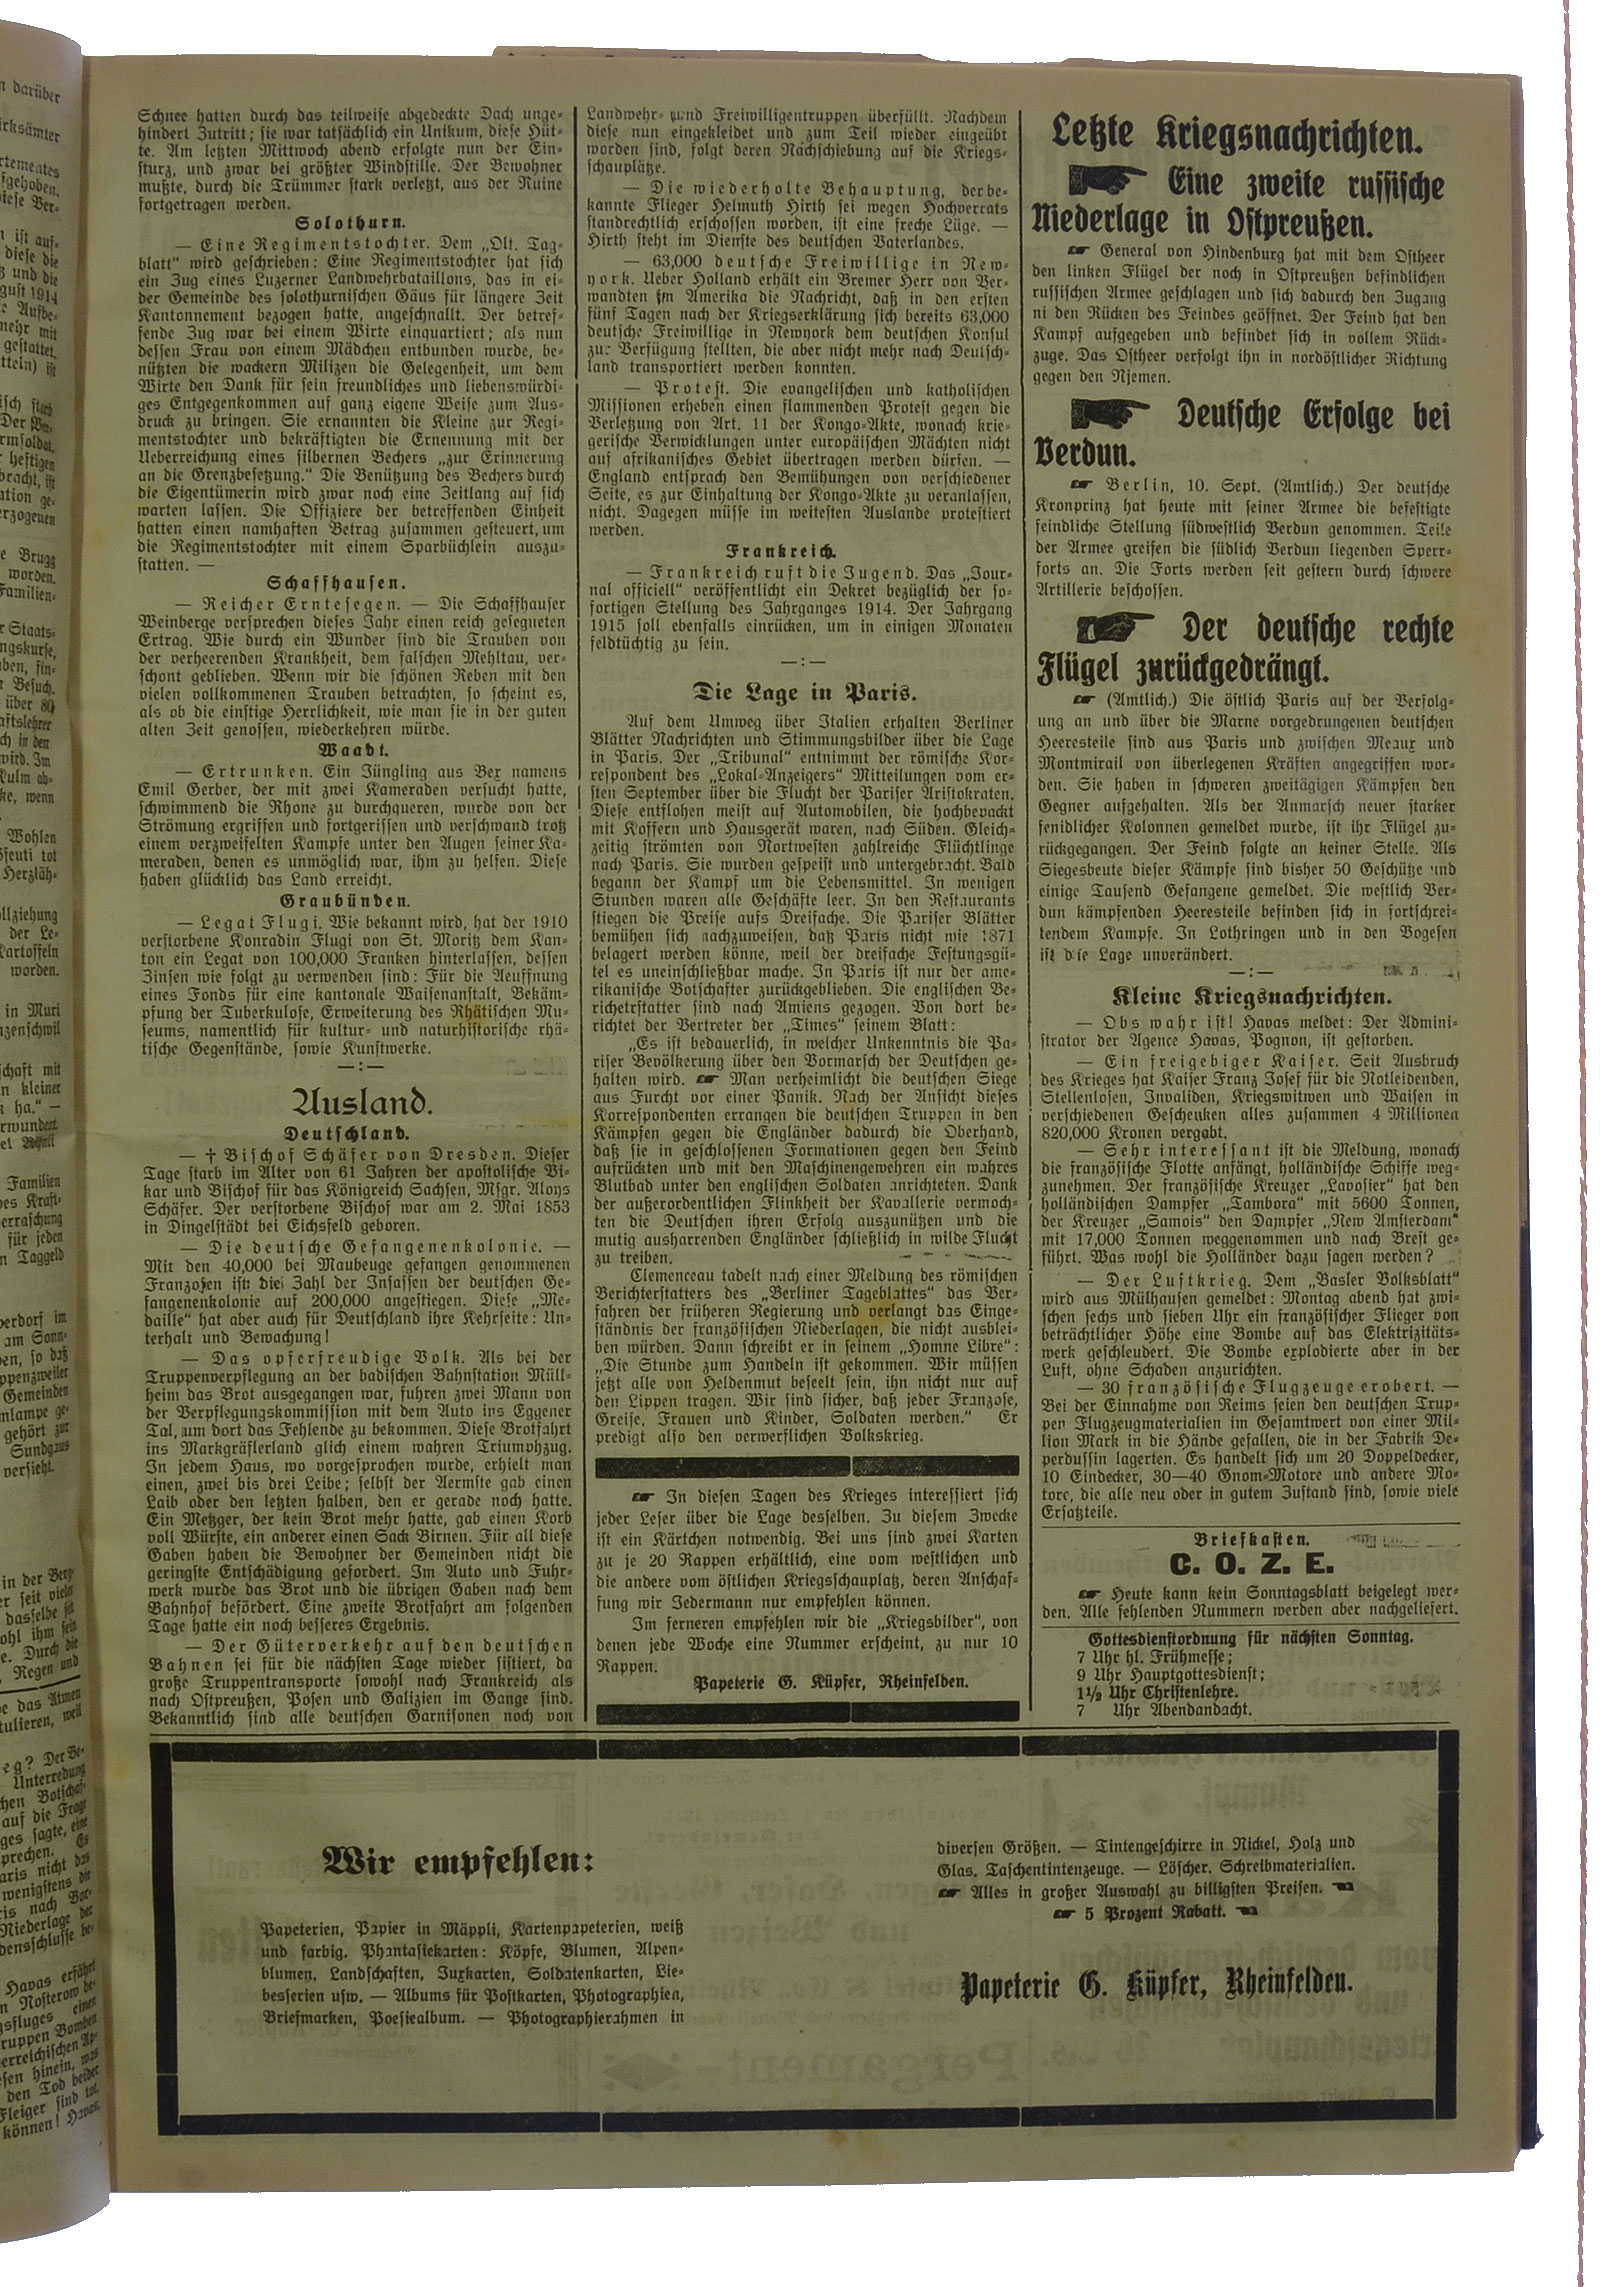 Schnee hatten durch das teilweise abgedeckte Dach unge-
hindert Zutritt; sie war tatsächlich ein Unikum, diese Hüt-
te. Am letzten Mittwoch abend erfolgte nun der Ein-
sturz, und zwar bei größter Windstille. Der Bewohner
mußte, durch die Trümmer stark verletzt, aus der Ruine
fortgetragen werden.
Solothurn.
— Eine Regimentstochter. Dem „Olt. Tag-
blatt“ wird geschrieben: Eine Regimentstochter hat sich
ein Zug eines Luzerner Landwehrbataillons, das in ei-
der Gemeinde des solothurnischen Gäus für längere Zeit
Kantonnement bezogen hatte, angeschnallt. Der betref-
fende Zug war bei einem Wirte einquartiert; als nun
dessen Frau von einem Mädchen entbunden wurde, be-
nützten die wackern Milizen die Gelegenheit, um dem
Wirte den Dank für sein freundliches und liebenswürdi-
ges Entgegenkommen auf ganz eigene Weise zum Aus-
druck zu bringen. Sie ernannten die Kleine zur Regi-
mentstochter und bekräftigten die Ernennung mit der
Ueberreichung eines silbernen Bechers „zur Erinnerung
an die Grenzbesetzung.“ Die Benützung des Bechers durch
die Eigentümerin wird zwar noch eine Zeitlang auf sich
warten lassen. Die Offiziere der betreffenden Einheit
hatten einen namhaften Betrag zusammen gesteuert, um
die Regimentstochter mit einem Sparbüchlein auszu-
statten. —
Schaffhausen.
— Reicher Erntesegen. — Die Schaffhauser
Weinberge versprechen dieses Jahr einen reich gesegneten
Ertrag. Wie durch ein Wunder sind die Trauben von
der verheerenden Krankheit, dem falschen Mehltau, ver-
schont geblieben. Wenn wir die schönen Reben mit den
vielen vollkommenen Trauben betrachten, so scheint es,
als ob die einstige Herrlichkeit, wie man sie in der guten
alten Zeit genossen, wiederkehren würde.
Waadt.
— Ertrunken. Ein Jüngling aus Bex namens
Emil Gerber, der mit zwei Kameraden versucht hatte,
schwimmend die Rhone zu durchqueren, wurde von der
Strömung ergriffen und fortgerissen und verschwand trotz
einem verzweifelten Kampfe unter den Augen seiner Ka-
meraden, denen es unmöglich war, ihm zu helfen. Diese
haben glücklich das Land erreicht.
Graubünden.
— Legat Flugi. Wie bekannt wird, hat der 1910
verstorbene Konradin Flugi von St. Moritz dem Kan-
ton ein Legat von 100,000 Franken hinterlassen, dessen
Zinsen wie folgt zu verwenden sind: Für die Aeuffnung
eines Fonds für eine kantonale Waisenanstalt, Bekäm-
pfung der Tuberkulose, Erweiterung des Rhätischen Mu-
seums, namentlich für kultur- und naturhistorische rhä-
tische Gegenstände, sowie Kunstwerke.
—:—
Ausland.
Deutschland.
— † Bischof Schäfer von Dresden. Dieser
Tage starb im Alter von 61 Jahren der apostolische Vi-
kar und Bischof für das Königreich Sachsen, Msgr. Aloys
Schäfer. Der verstorbene Bischof war am 2. Mai 1853
in Dingelstädt bei Eichsfeld geboren.
— Die deutsche Gefangenenkolonie. —
Mit den 40,000 bei Maubeuge gefangen genommenen
Franzosen ist die Zahl der Insassen der deutschen Ge-
fangenenkolonie auf 200,000 angestiegen. Diese „Me-
daille“ hat aber auch für Deutschland ihre Kehrseite: Un-
terhalt und Bewachung!
— Das opferfreudige Volk. Als bei der
Truppenverpflegung an der badischen Bahnstation Müll-
heim das Brot ausgegangen war, fuhren zwei Mann von
der Verpflegungskommission mit dem Auto ins Eggener
Tal, um dort das Fehlende zu bekommen. Diese Brotfahrt
ins Markgräflerland glich einem wahren Triumphzug.
In jedem Haus, wo vorgesprochen wurde, erhielt man
einen, zwei bis drei Leibe; selbst der Aermste gab einen
Laib oder den letzten halben, den er gerade noch hatte.
Ein Metzger, der kein Brot mehr hatte, gab einen Korb
voll Würste, ein anderer einen Sack Birnen. Für all diese
Gaben haben die Bewohner der Gemeinden nicht die
geringste Entschädigung gefordert. Im Auto und Fuhr-
werk wurde das Brot und die übrigen Gaben nach dem
Bahnhof befördert. Eine zweite Brotfahrt am folgenden
Tage hatte ein noch besseres Ergebnis.
— Der Güterverkehr auf den deutschen
Bahnen sei für die nächsten Tage wieder sistiert, da
große Truppentransporte sowohl nach Frankreich als
nach Ostpreußen, Posen und Galizien im Gange sind.
Bekanntlich sind alle deutschen Garnisonen noch von
Landwehr- und Freiwilligentruppen überfüllt. Nachdem
diese nun eingekleidet und zum Teil wieder eingeübt
worden sind, folgt deren Nachschiebung auf die Kriegs-
schauplätze.
— Die wiederholte Behauptung, der be-
kannte Flieger Helmuth Hirth sei wegen Hochverrats
standrechtlich erschossen worden, ist eine freche Lüge. —
Hirth steht im Dienste des deutschen Vaterlandes.
— 63,000 deutsche Freiwillige in New-
york. Ueber Holland erhält ein Bremer Herr von Ver-
wandten im Amerika die Nachricht, daß in den ersten
fünf Tagen nach der Kriegserklärung sich bereits 63,000
deutsche Freiwillige in Newyork dem deutschen Konsul
zur Verfügung stellten, die aber nicht mehr nach Deutsch-
land transportiert werden konnten.
— Protest. Die evangelischen und katholischen
Missionen erheben einen flammenden Protest gegen die
Verletzung von Art. 11 der Kongo-Akte, wonach krie-
gerische Verwicklungen unter europäischen Mächten nicht
auf afrikanisches Gebiet übertragen werden dürfen. —
England entsprach den Bemühungen von verschiedener
Seite, es zur Einhaltung der Kongo-Akte zu veranlassen,
nicht. Dagegen müsse im weitesten Auslande protestiert
werden.
Frankreich.
— Frankreich ruft die Jugend. Das „Jour-
nal officiell“ veröffentlicht ein Dekret bezüglich der so-
fortigen Stellung des Jahrganges 1914. Der Jahrgang
1915 soll ebenfalls einrücken, um in einigen Monaten
feldtüchtig zu sein.
—:—
Die Lage in Paris.
Auf dem Umweg über Italien erhalten Berliner
Blätter Nachrichten und Stimmungsbilder über die Lage
in Paris. Der „Tribunal“ entnimmt der römische Kor-
respondent des „Lokal-Anzeigers“ Mitteilungen vom er-
sten September über die Flucht der Pariser Aristokraten.
Diese entflohen meist auf Automobilen, die hochbepackt
mit Koffern und Hausgerät waren, nach Süden. Gleich-
zeitig strömten von Nortwesten zahlreiche Flüchtlinge
nach Paris. Sie wurden gespeist und untergebracht. Bald
begann der Kampf um die Lebensmittel. In wenigen
Stunden waren alle Geschäfte leer. In den Restaurants
stiegen die Preise aufs Dreifache. Die Pariser Blätter
bemühen sich nachzuweisen, daß Paris nicht wie 1871
belagert werden könne, weil der dreifache Festungsgü-
tel es uneinschließbar mache. In Paris ist nur der ame-
rikanische Botschafter zurückgeblieben. Die englischen Be-
richetrstatter sind nach Amiens gezogen. Von dort be-
richtet der Vertreter der „Times“ seinem Blatt:
„Es ist bedauerlich, in welcher Unkenntnis die Pa-
riser Bevölkerung über den Vormarsch der Deutschen ge-
halten wird. ☞ Man verheimlicht die deutschen Siege
aus Furcht vor einer Panik. Nach der Ansicht dieses
Korrespondenten errangen die deutschen Truppen in den
Kämpfen gegen die Engländer dadurch die Oberhand,
daß sie in geschlossenen Formationen gegen den Feind
aufrückten und mit den Maschinengewehren ein wahres
Blutbad unter den englischen Soldaten anrichteten. Dank
der außerordentlichen Flinkheit der Kavallerie vermoch-
ten die Deutschen ihren Erfolg auszunützen und die
mutig ausharrenden Engländer schließlich in wilde Flucht
zu treiben.
Clemenceau tadelt nach einer Meldung des römischen
Berichterstatters des „Berliner Tageblattes“ das Ver-
fahren der früheren Regierung und verlangt das Einge-
ständnis der französischen Niederlagen, die nicht ausblei-
ben würden. Dann schreibt er in seinem „Homne Libre“:
„Die Stunde zum Handeln ist gekommen. Wir müssen
jetzt alle von Heldenmut beseelt sein, ihn nicht nur auf
den Lippen tragen. Wir sind sicher, daß jeder Franzose,
Greise, Frauen und Kinder, Soldaten werden.“ Er
predigt also den verwerflichen Volkskrieg.
☞ In diesen Tagen des Krieges interessiert sich
jeder Leser über die Lage desselben. Zu diesem Zwecke
ist ein Kärtchen notwendig. Bei uns sind zwei Karten
zu je 20 Rappen erhältlich, eine vom westlichen und
die andere vom östlichen Kriegsschauplatz, deren Anschaf-
fung wir Jedermann nur empfehlen können.
Im ferneren empfehlen wir die „Kriegsbilder“, von
denen jede Woche eine Nummer erscheint, zu nur 10
Rappen.
Papeterie G. Küpfer, Rheinfelden.
Letzte Kriegsnachrichten.
☞ Eine zweite russische
Niederlage in Ostpreußen.
☞ General von Hindenburg hat mit dem Ostheer
den linken Flügel der noch in Ostpreußen befindlichen
russischen Armee geschlagen und sich dadurch den Zugang
ni den Rücken des Feindes geöffnet. Der Feind hat den
Kampf aufgegeben und befindet sich in vollem Rück-
zuge. Das Ostheer verfolgt ihn in nordöstlicher Richtung
gegen den Njemen.
☞ Deutsche Erfolge bei
Verdun.
☞ Berlin, 10. Sept. (Amtlich.) Der deutsche
Kronprinz hat heute mit seiner Armee die befestigte
feindliche Stellung südwestlich Verdun genommen. Teile
der Armee greifen die südlich Verdun liegenden Sperr-
forts an. Die Forts werden seit gestern durch schwere
Artillerie beschossen.
☞ Der deutsche rechte
Flügel zurückgedrängt.
☞ (Amtlich.) Die östlich Paris auf der Verfolg-
ung an und über die Marne vorgedrungenen deutschen
Heeresteile sind aus Paris und zwischen Meaux und
Montmirail von überlegenen Kräften angegriffen wor-
den. Sie haben in schweren zweitägigen Kämpfen den
Gegner aufgehalten. Als der Anmarsch neuer starker
fenidlicher Kolonnen gemeldet wurde, ist ihr Flügel zu-
rückgegangen. Der Feind folgte an keiner Stelle. Als
Siegesbeute dieser Kämpfe sind bisher 50 Geschütze und
einige Tausend Gefangene gemeldet. Die westlich Ver-
dun kämpfenden Heeresteile befinden sich in fortschrei-
tendem Kampfe. In Lothringen und in den Vogesen
ist die Lage unverändert.
—:—
Kleine Kriegsnachrichten.
— Obs wahr ist! Havas meldet: Der Admini-
strator der Agence Havas, Pognon, ist gestorben.
— Ein freigebiger Kaiser. Seit Ausbruch
des Krieges hat Kaiser Franz Josef für die Notleidenden,
Stellenlosen, Invaliden, Kriegswitwen und Waisen in
verschiedenen Geschenken alles zusammen 4 Millionen
820,000 Kronen vergabt.
— Sehr interessant ist die Meldung, wonach
die französische Flotte anfängt, holländische Schiffe weg-
zunehmen. Der französische Kreuzer „Lavosier“ hat den
holländischen Dampfer „Tambora“ mit 5600 Tonnen,
der Kreuzer „Samois“ den Dampfer „New Amsterdam“
mit 17,000 Tonnen weggenommen und nach Brest ge-
führt. Was wohl die Holländer dazu sagen werden?
— Der Luftkrieg. Dem „Basler Volksblatt“
wird aus Mülhausen gemeldet: Montag abend hat zwi-
schen sechs und sieben Uhr ein französischer Flieger von
beträchtlicher Höhe eine Bombe auf das Elektrizitäts-
werk geschleudert. Die Bombe explodierte aber in der
Luft, ohne Schaden anzurichten.
— 30 französische Flugzeuge erobert. —
Bei der Einnahme von Reims seien den deutschen Trup-
pen Flugzeugmaterialien im Gesamtwert von einer Mil-
lion Mark in die Hände gefallen, die in der Fabrik De-
perdussin lagerten. Es handelt sich um 20 Doppeldecker,
10 Eindecker, 30—40 Gnom-Motore und andere Mo-
tore, die alle neu oder in gutem Zustand sind, sowie viele
Ersatzteile.
Briefkasten.
C. O. Z. E.
☞ Heute kann kein Sonntagsblatt beigelegt wer-
den. Alle fehlenden Nummern werden aber nachgeliefert.
Gottesdienstordnung für nächsten Sonntag.
7 Uhr hl. Frühmesse;
9 Uhr Hauptgottesdienst;
1½ Uhr Christenlehre.
7 Uhr Abendandacht.
Wir empfehlen:
Papeterien, Papier in Mäppli, Kartenpapeterien, weiß
und farbig. Phantasiekarten: Köpfe, Blumen, Alpen-
blumen, Landschaften, Juxkarten, Soldatenkarten, Lie-
besserien usw. — Albums für Postkarten, Photographien,
Briefmarken, Poesiealbum. — Photographierahmen in
diversen Größen. — Tintengeschirre in Nickel, Holz und
Glas. Taschentintenzeuge. — Löscher. Schreibmaterialien.
☞ Alles in großer Auswahl zu billigsten Preisen. ☜
☞ 5 Prozent Rabatt. ☜
Papeterie G. Küpfer, Rheinfelden.